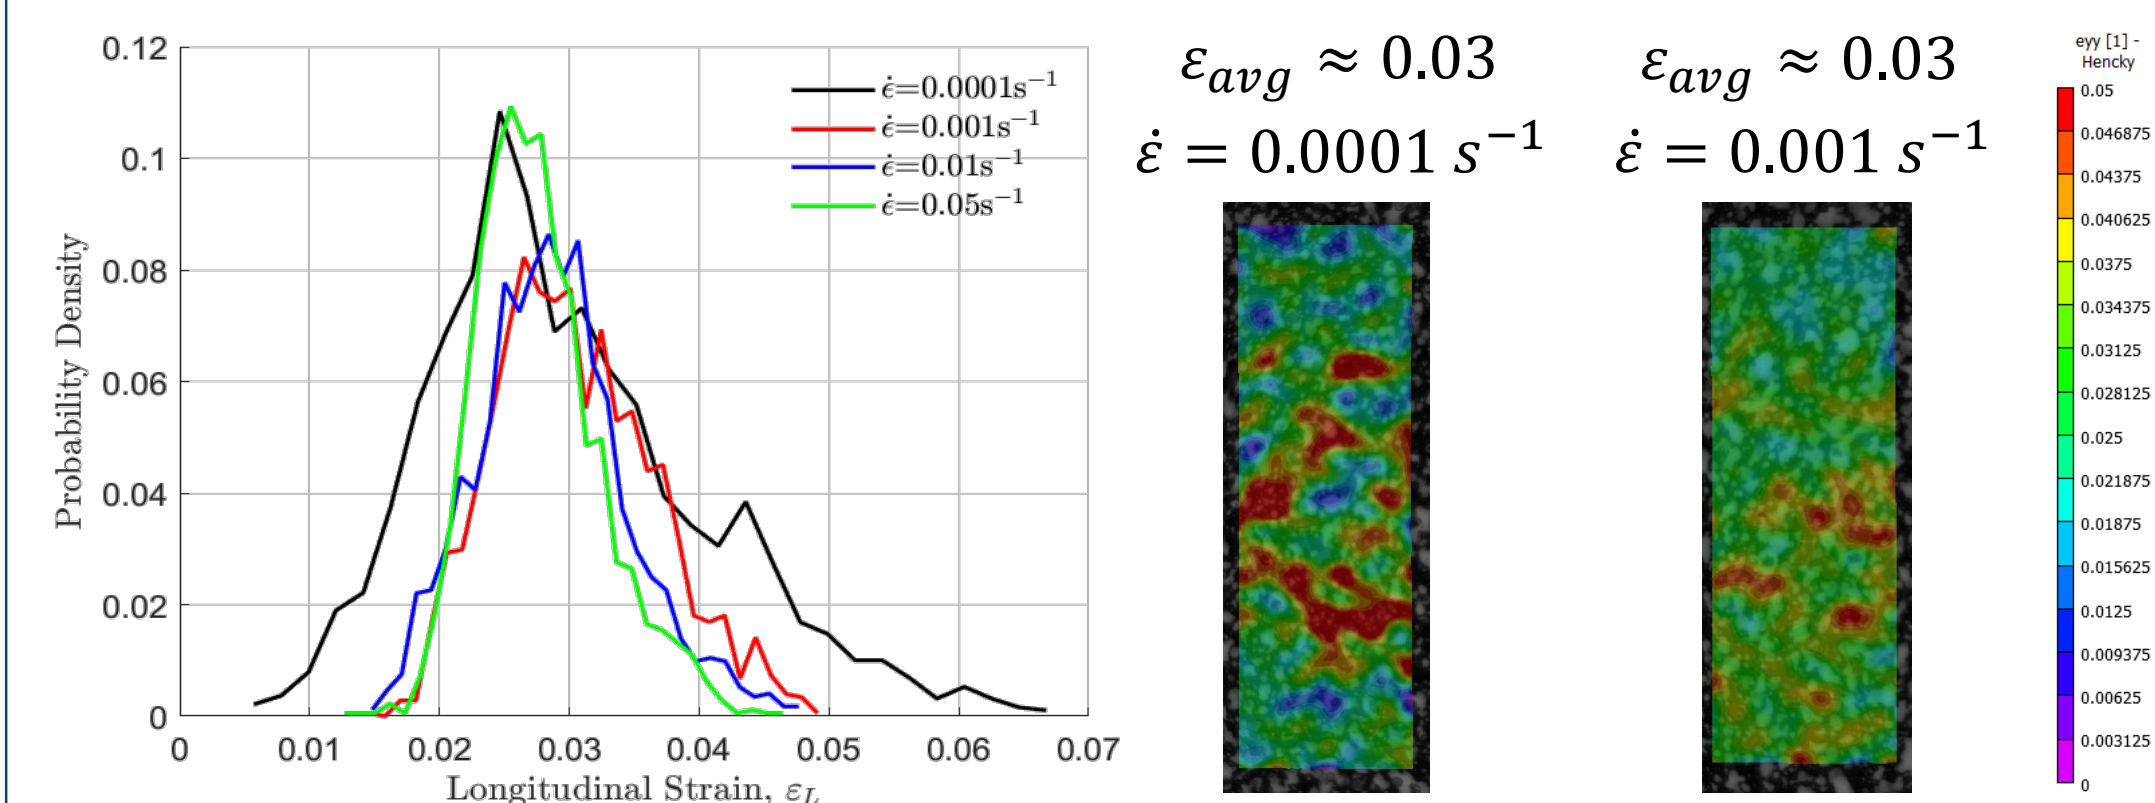 0.12
0.1
0.08
0.06
0.04
0.02
0
Probability Density
0 0.01 0.02 0.03 0.04 0.05 0.06 0.07
Longitudinal Strain, ε_L
ϵ̇=0.0001s⁻¹
ϵ̇=0.001s⁻¹
ϵ̇=0.01s⁻¹
ϵ̇=0.05s⁻¹
ε_avg ≈ 0.03
ε̇ = 0.0001 s⁻¹
ε_avg ≈ 0.03
ε̇ = 0.001 s⁻¹
eyy [1] -
Hencky
0.05
0.046875
0.04375
0.040625
0.0375
0.034375
0.03125
0.028125
0.025
0.021875
0.01875
0.015625
0.0125
0.009375
0.00625
0.003125
0